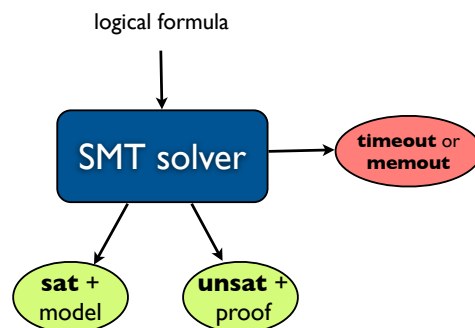 logical formula
SMT solver
timeout or
memout
sat +
model
unsat +
proof